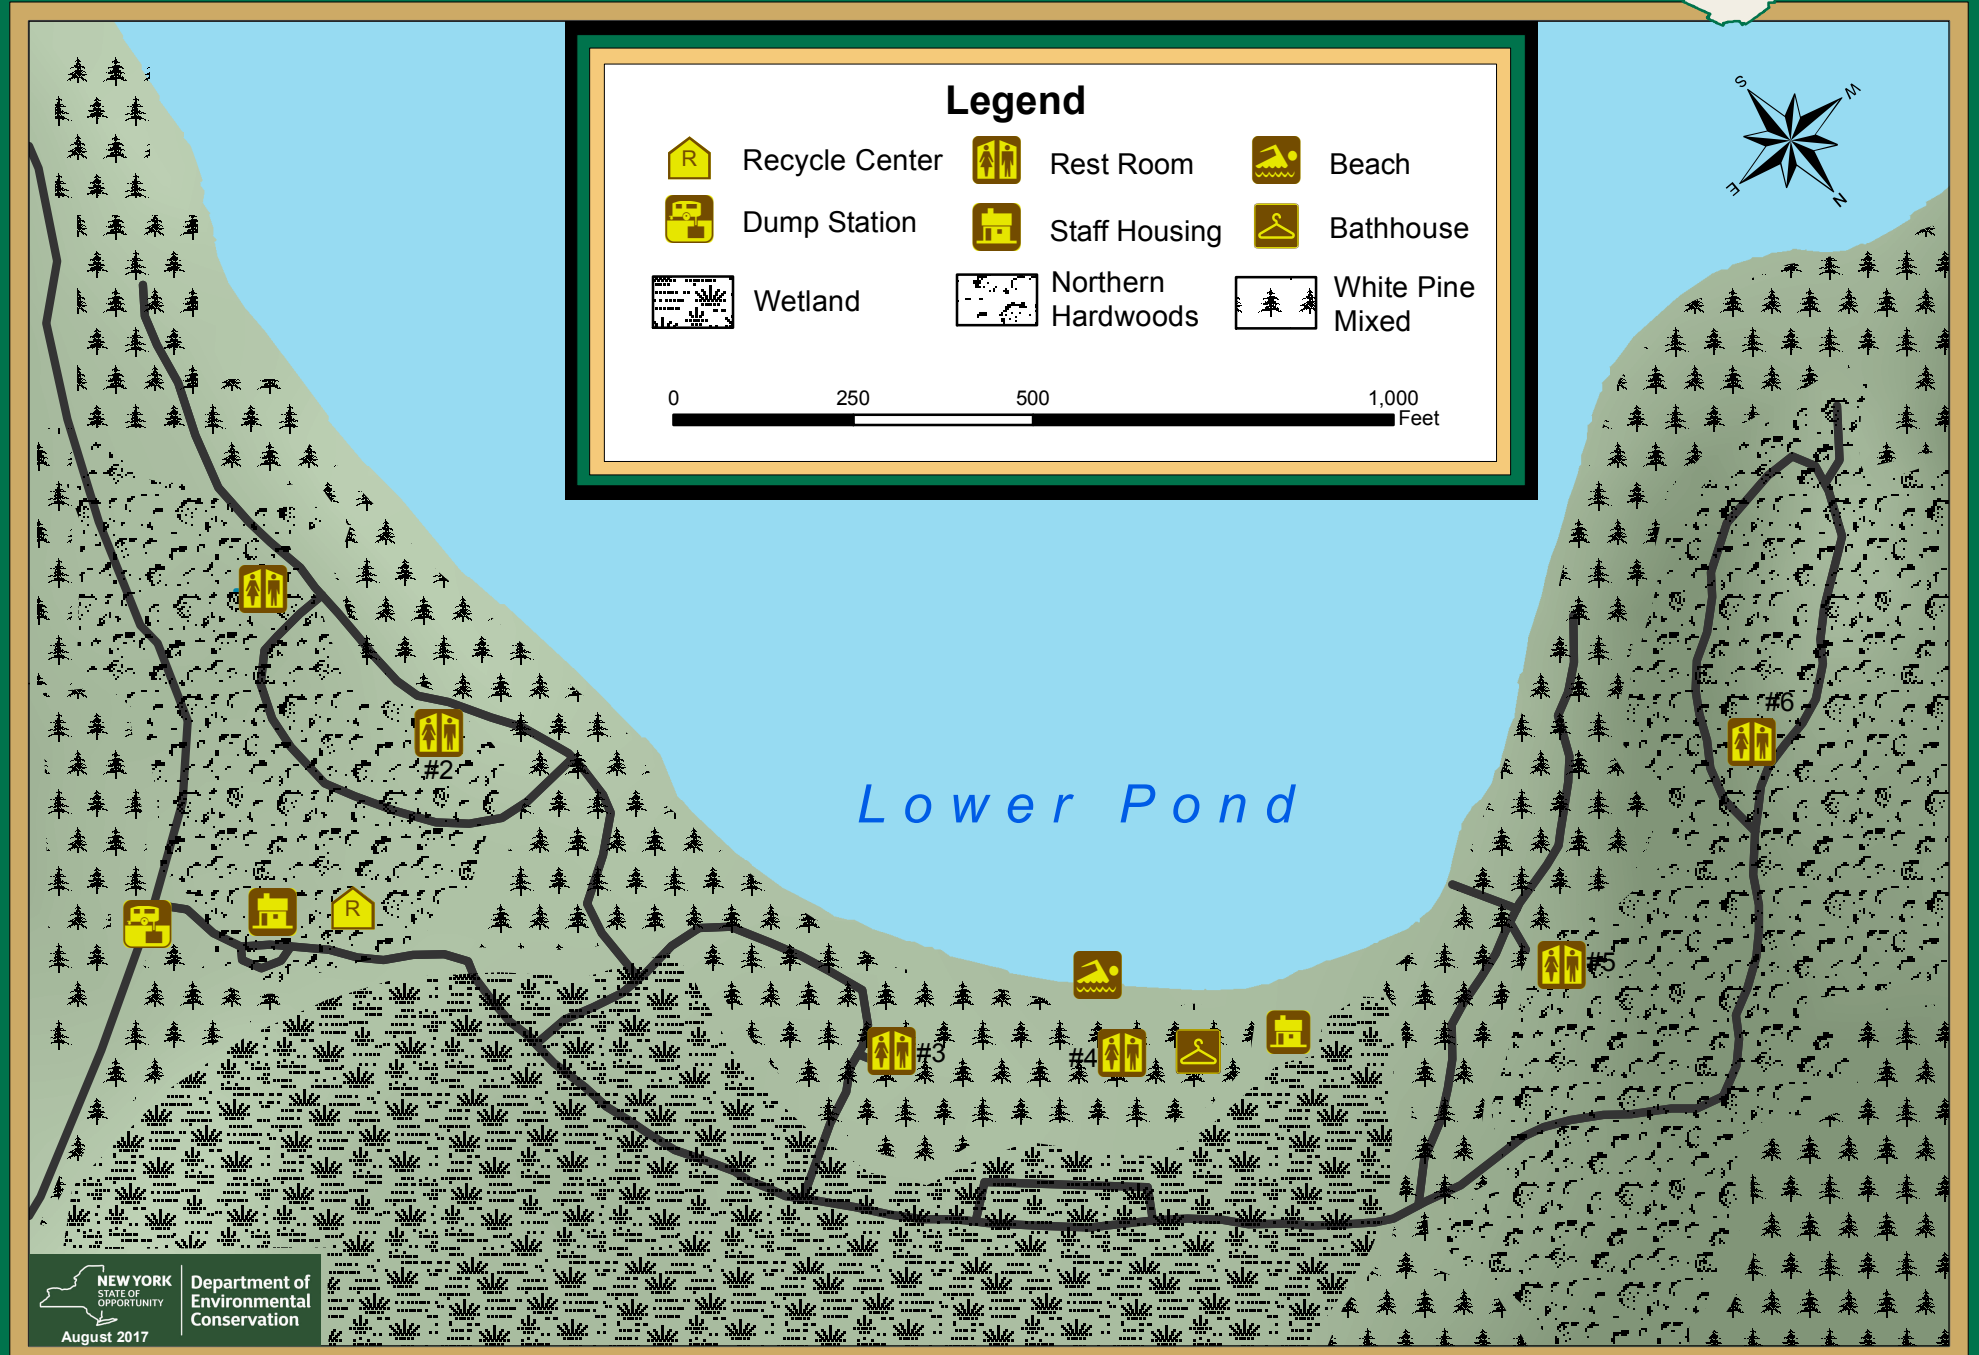 Legend
R
Recycle Center
Rest Room
Beach
Dump Station
Staff Housing
Bathhouse
Wetland
Northern
Hardwoods
White Pine
Mixed
0
250
500
1,000
Feet
S
W
E
N
#6
#2
Lower Pond
R
#5
#3
#4
NEW YORK
STATE OF
OPPORTUNITY
Department of
Environmental
Conservation
August 2017